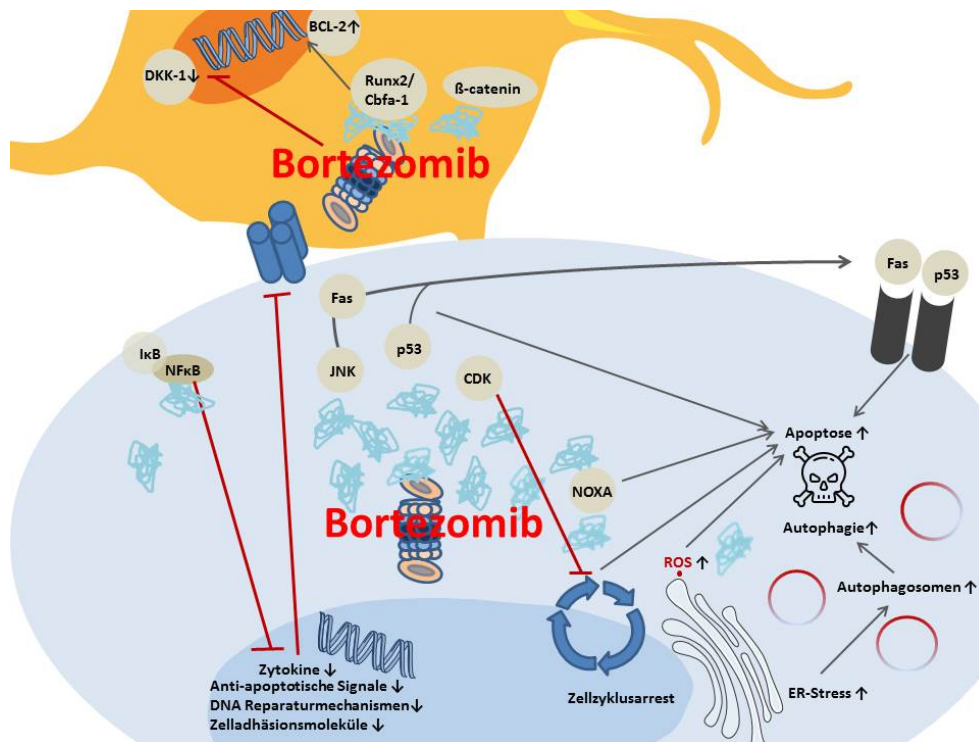 BCL-2↑
DKK-1↓
Runx2/
Cbfa-1
ß-catenin
Bortezomib
Fas
p53
Fas
IκB
NFκB
p53
JNK
CDK
Apoptose ↑
NOXA
Bortezomib
Autophagie↑
ROS ↑
Autophagosomen ↑
Zytokine ↓
Anti-apoptotische Signale ↓
DNA Reparaturmechanismen↓
Zelladhäsionsmoleküle ↓
Zellzyklusarrest
ER-Stress ↑